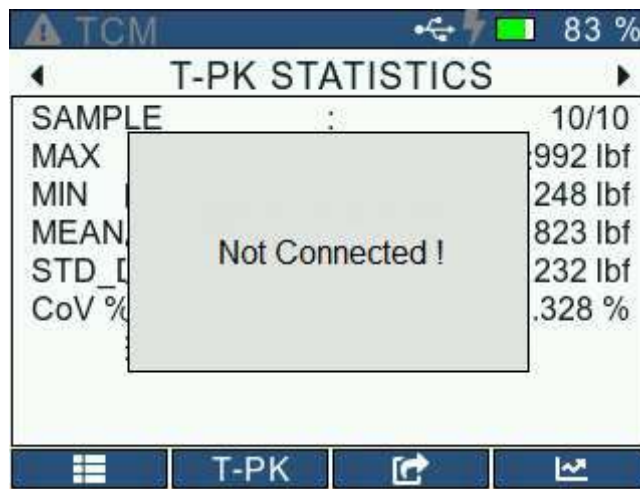 TCM 83 %
T-PK STATISTICS
SAMPLE : 10/10
MAX 992 lbf
MIN 248 lbf
MEAN 823 lbf
STD_D 232 lbf
CoV % .328 %
Not Connected !
T-PK